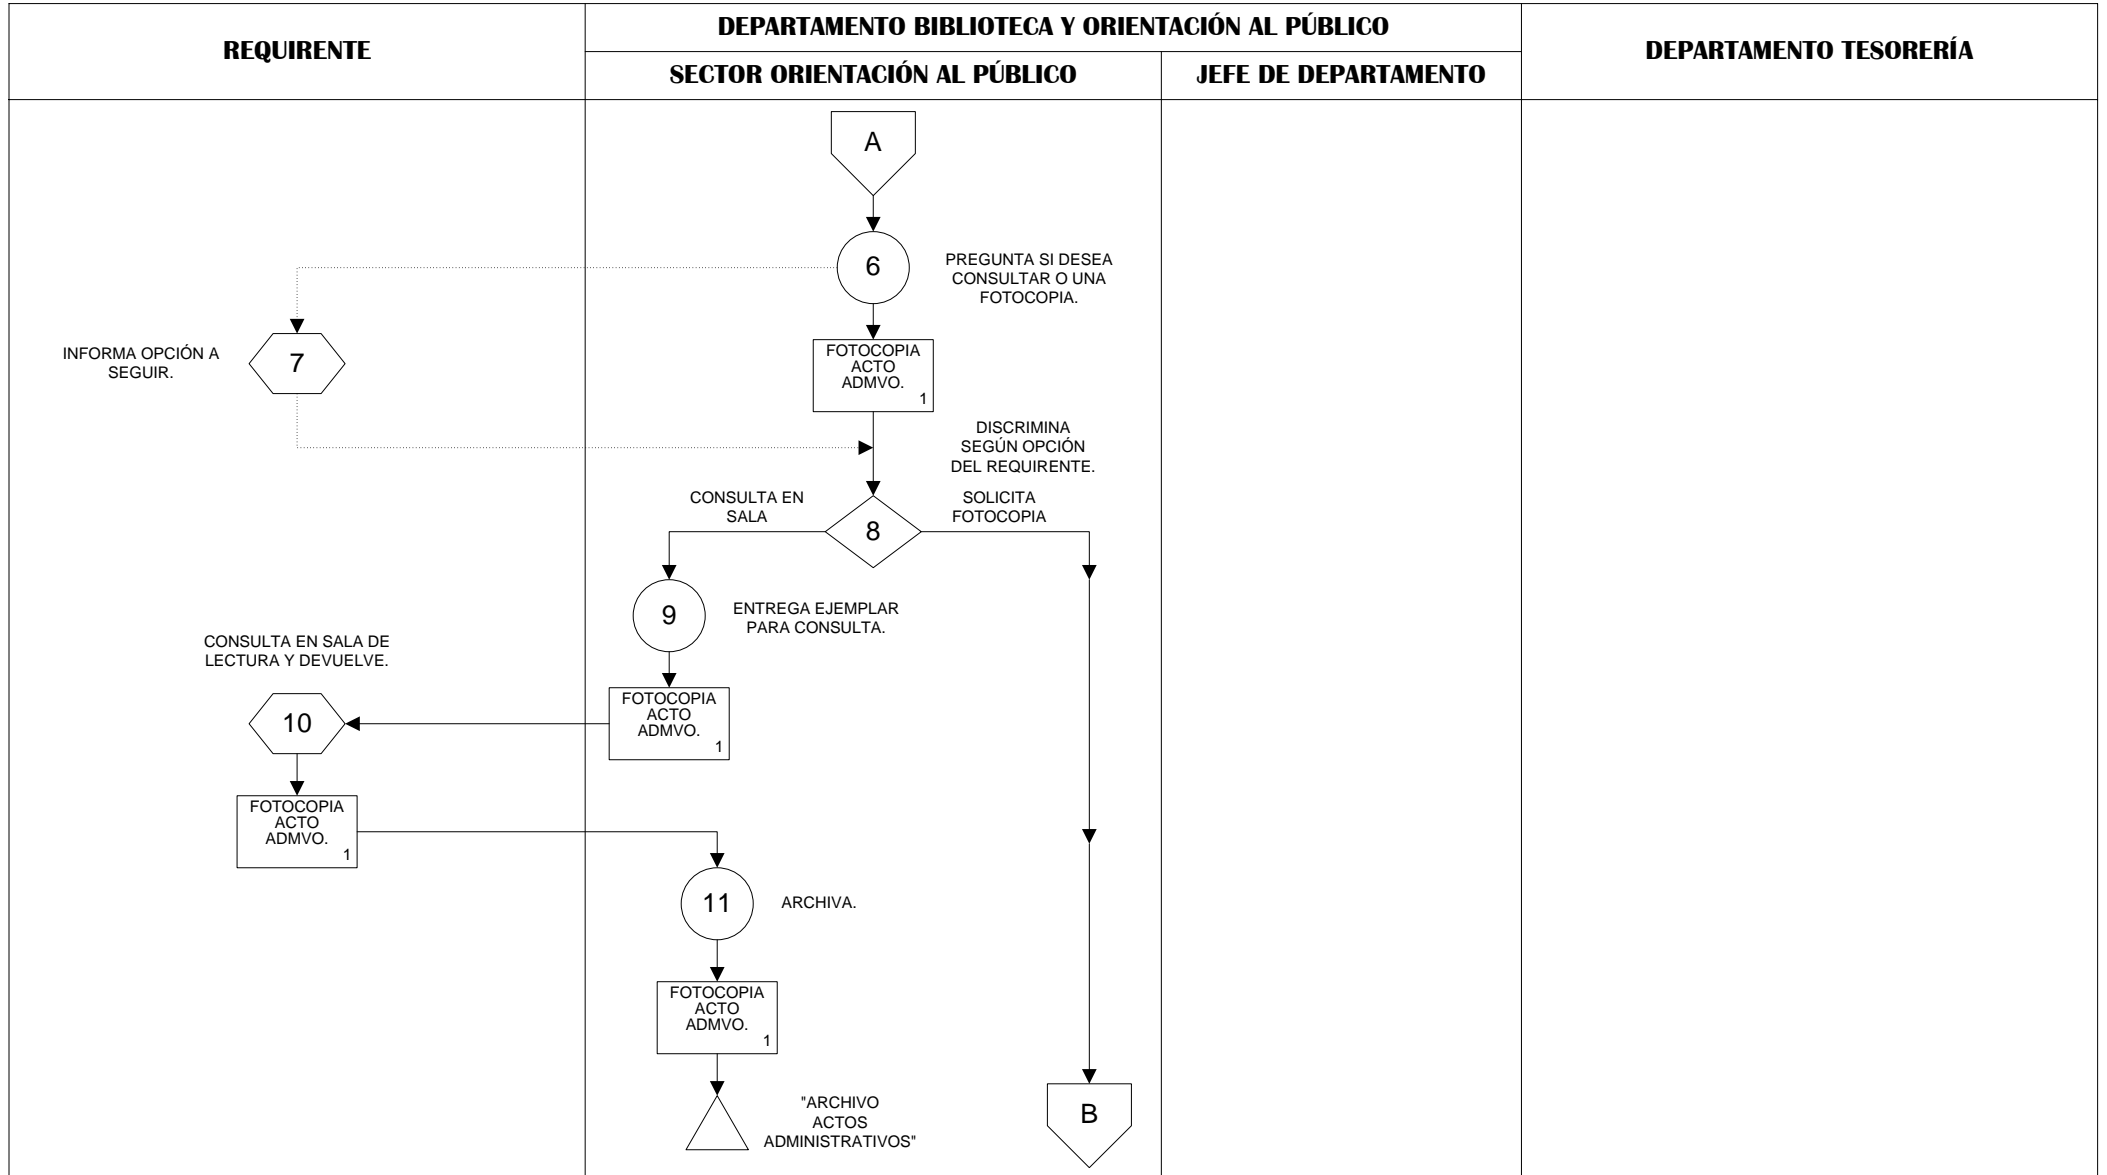 REQUIRENTE
DEPARTAMENTO BIBLIOTECA Y ORIENTACIÓN AL PÚBLICO
SECTOR ORIENTACIÓN AL PÚBLICO
JEFE DE DEPARTAMENTO
DEPARTAMENTO TESORERÍA
A
6
PREGUNTA SI DESEA
CONSULTAR O UNA
FOTOCOPIA.
INFORMA OPCIÓN A
SEGUIR.
7
FOTOCOPIA
ACTO
ADMVO.
1
DISCRIMINA
SEGÚN OPCIÓN
DEL REQUIRENTE.
CONSULTA EN
SALA
8
SOLICITA
FOTOCOPIA
9
ENTREGA EJEMPLAR
PARA CONSULTA.
CONSULTA EN SALA DE
LECTURA Y DEVUELVE.
10
FOTOCOPIA
ACTO
ADMVO.
1
FOTOCOPIA
ACTO
ADMVO.
1
11
ARCHIVA.
FOTOCOPIA
ACTO
ADMVO.
1
"ARCHIVO
ACTOS
ADMINISTRATIVOS"
B